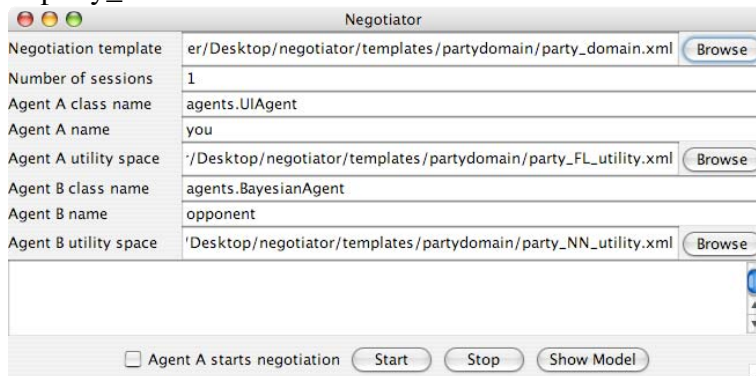 Negotiator
Negotiation template er/Desktop/negotiator/templates/partydomain/party_domain.xml Browse
Number of sessions 1
Agent A class name agents.UIAgent
Agent A name you
Agent A utility space /Desktop/negotiator/templates/partydomain/party_FL_utility.xml Browse
Agent B class name agents.BayesianAgent
Agent B name opponent
Agent B utility space 'Desktop/negotiator/templates/partydomain/party_NN_utility.xml Browse
Agent A starts negotiation Start Stop Show Model